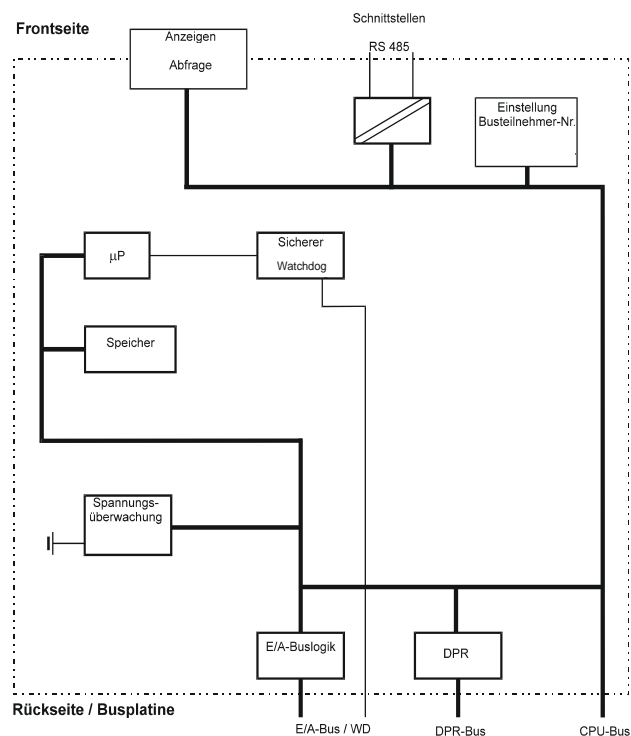 Schnittstellen
Frontseite
Anzeigen
Abfrage
RS 485
Einstellung
Busteilnehmer-Nr.
µP
Sicherer
Watchdog
Speicher
Spannungs-
überwachung
E/A-Buslogik
DPR
Rückseite / Busplatine
E/A-Bus / WD
DPR-Bus
CPU-Bus